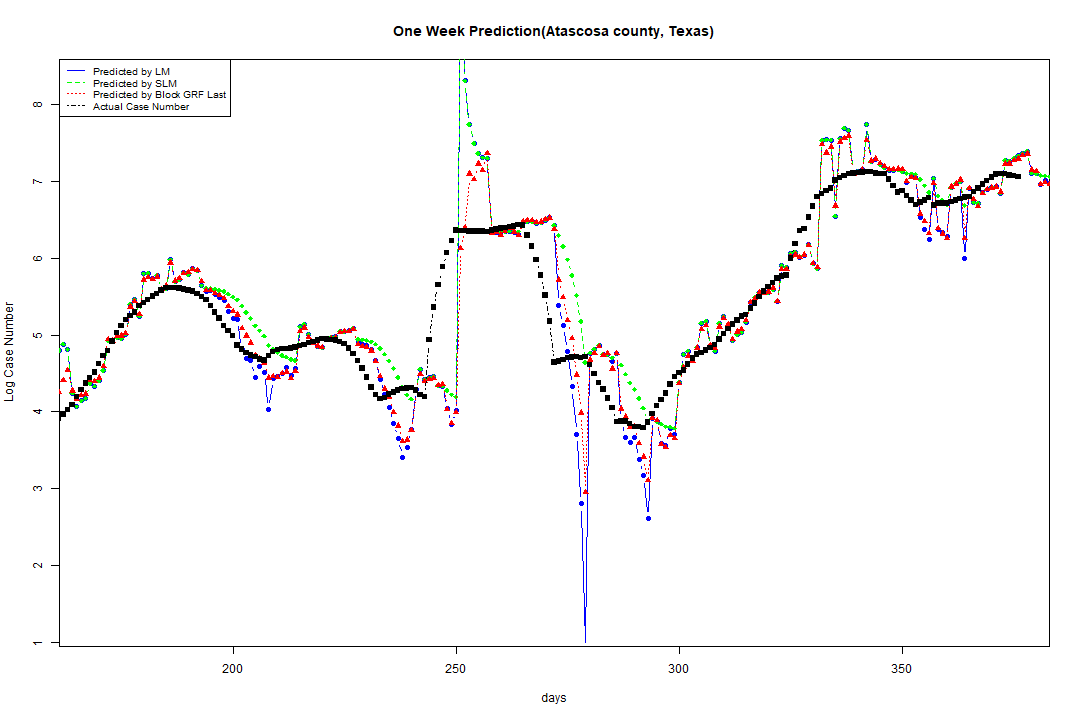 One Week Prediction(Atascosa county, Texas)
Predicted by LM
Predicted by SLM
Predicted by Block GRF Last
Actual Case Number
Log Case Number
8
7
6
5
4
3
2
1
200
250
300
350
days